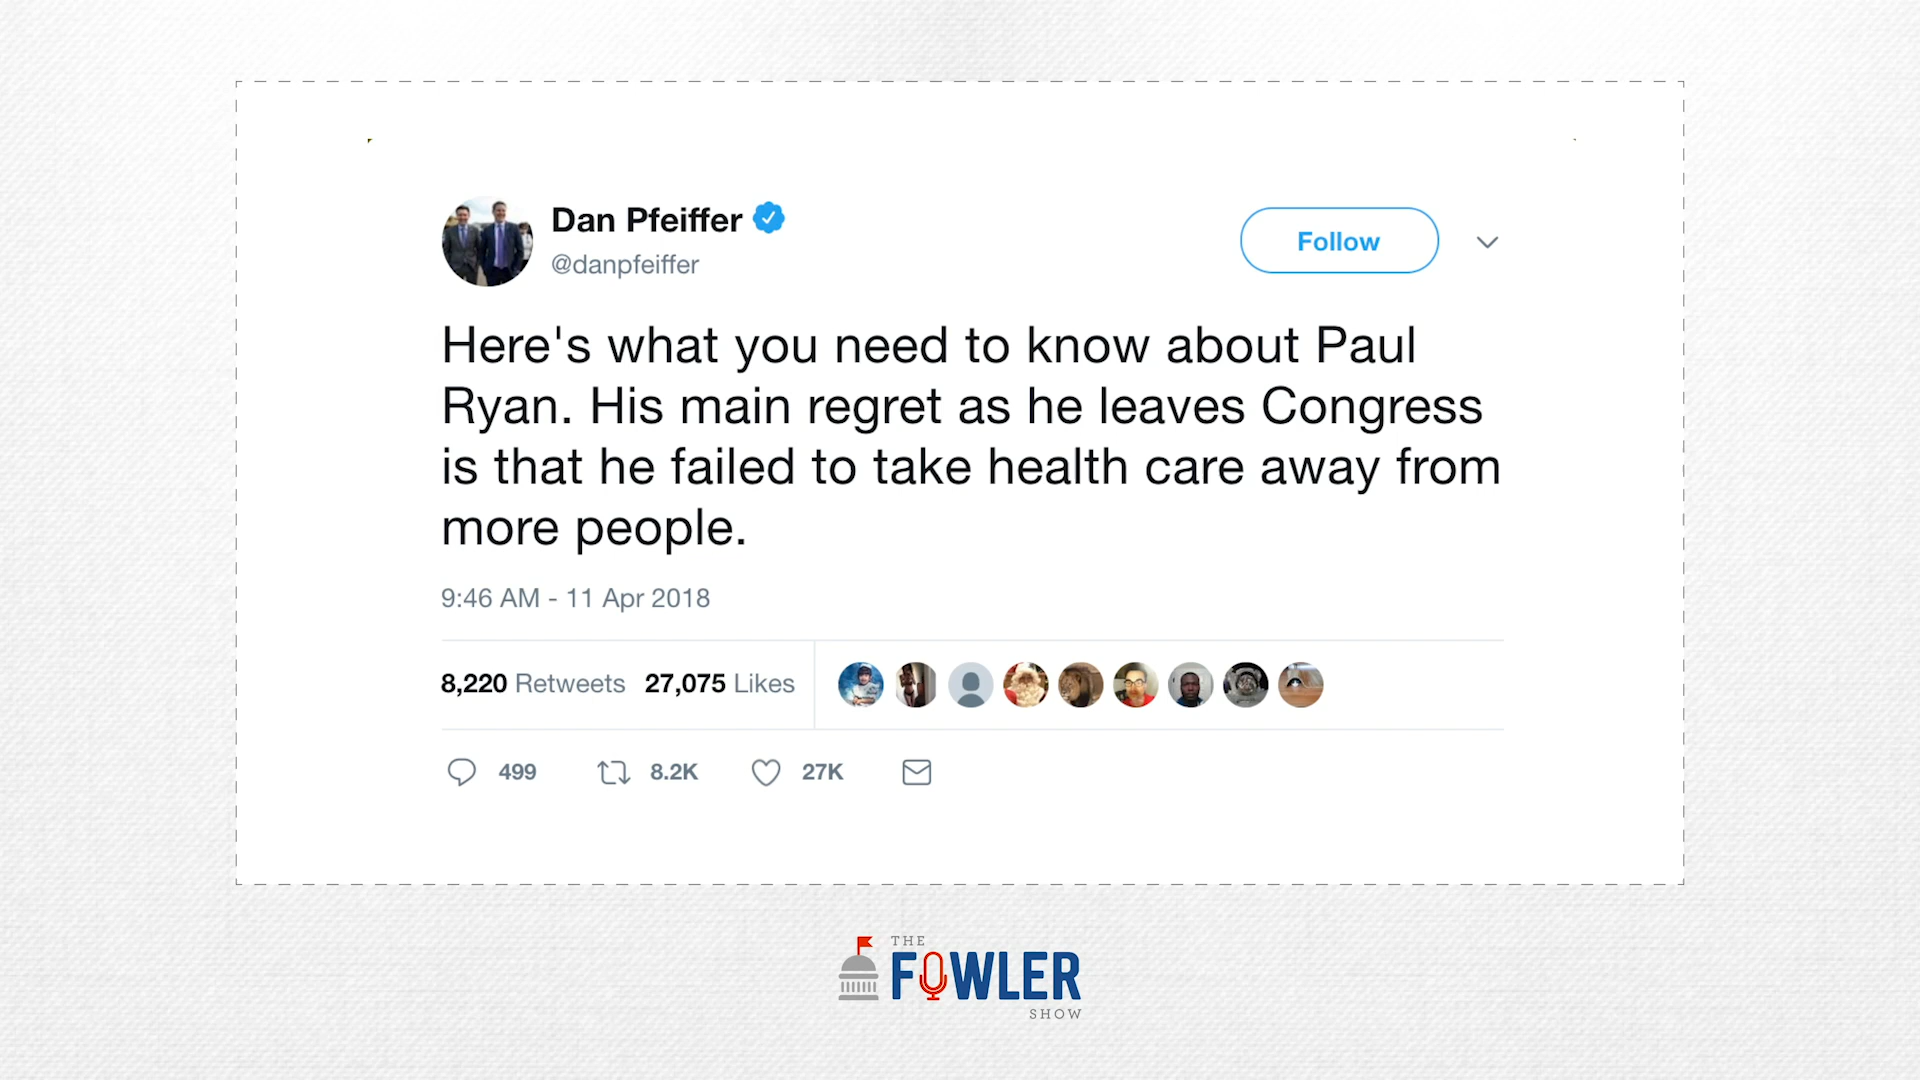 Dan Pfeiffer
@danpfeiffer
Follow
Here's what you need to know about Paul
Ryan. His main regret as he leaves Congress
is that he failed to take health care away from
more people.
9:46 AM - 11 Apr 2018
8,220 Retweets 27,075 Likes
499 8.2K 27K
THE
FOWLER
SHOW